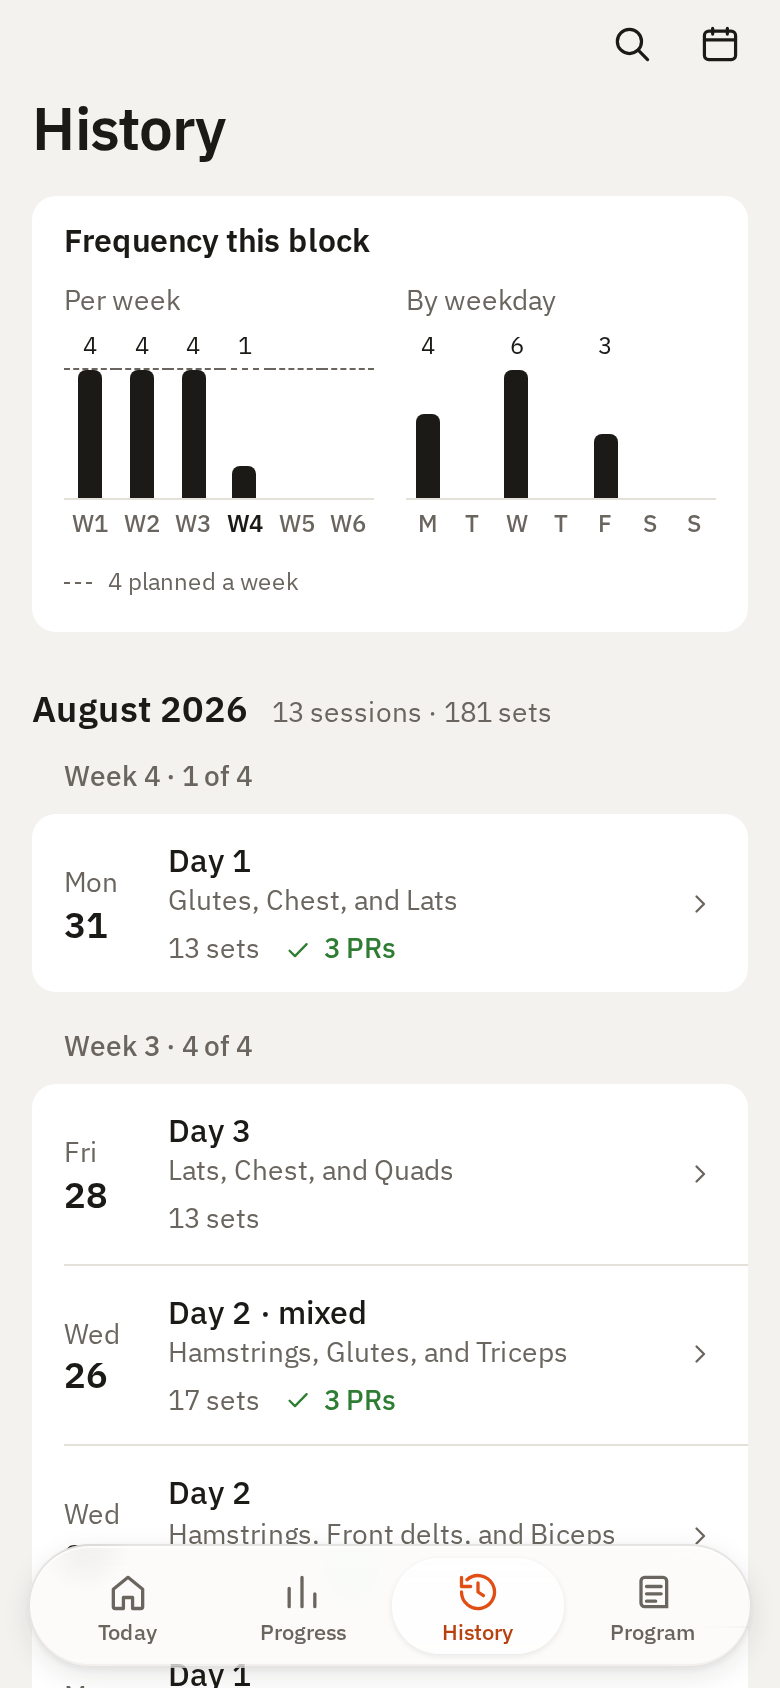 History
Frequency this block
Per week
4 4 4 1
W1 W2 W3 W4 W5 W6
4 planned a week
By weekday
4 6 3
M T W T F S S
August 2026 13 sessions · 181 sets
Week 4 · 1 of 4
Mon
31
Day 1
Glutes, Chest, and Lats
13 sets 3 PRs
Week 3 · 4 of 4
Fri
28
Day 3
Lats, Chest, and Quads
13 sets
Wed
26
Day 2 · mixed
Hamstrings, Glutes, and Triceps
17 sets 3 PRs
Wed
Day 2
Hamstrings, Front delts, and Biceps
Day 1
Today
Progress
History
Program